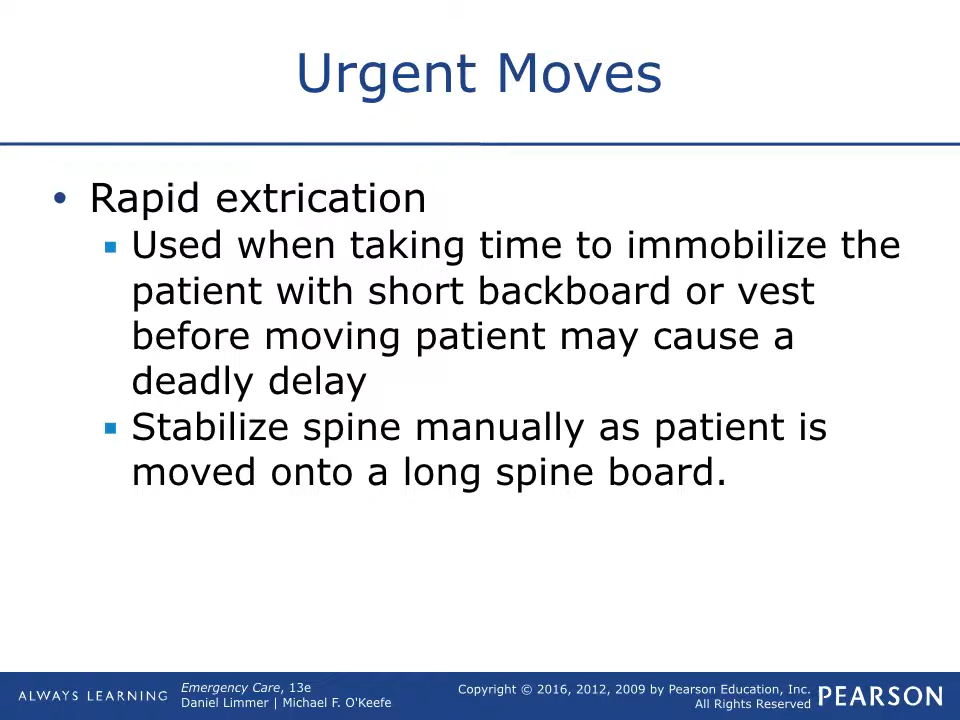 Urgent Moves
• Rapid extrication
▪ Used when taking time to immobilize the
patient with short backboard or vest
before moving patient may cause a
deadly delay
▪ Stabilize spine manually as patient is
moved onto a long spine board.
ALWAYS LEARNING
Emergency Care, 13e
Daniel Limmer | Michael F. O'Keefe
Copyright © 2016, 2012, 2009 by Pearson Education, Inc.
All Rights Reserved
PEARSON